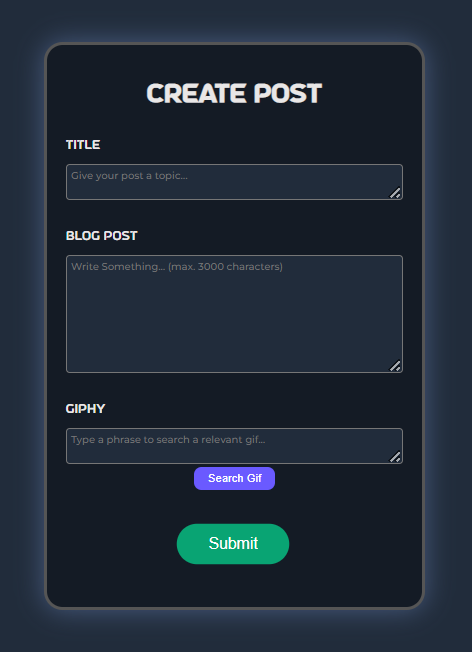 CREATE POST
TITLE
Give your post a topic...
BLOG POST
Write Something... (max. 3000 characters)
GIPHY
Type a phrase to search a relevant gif...
Search Gif
Submit